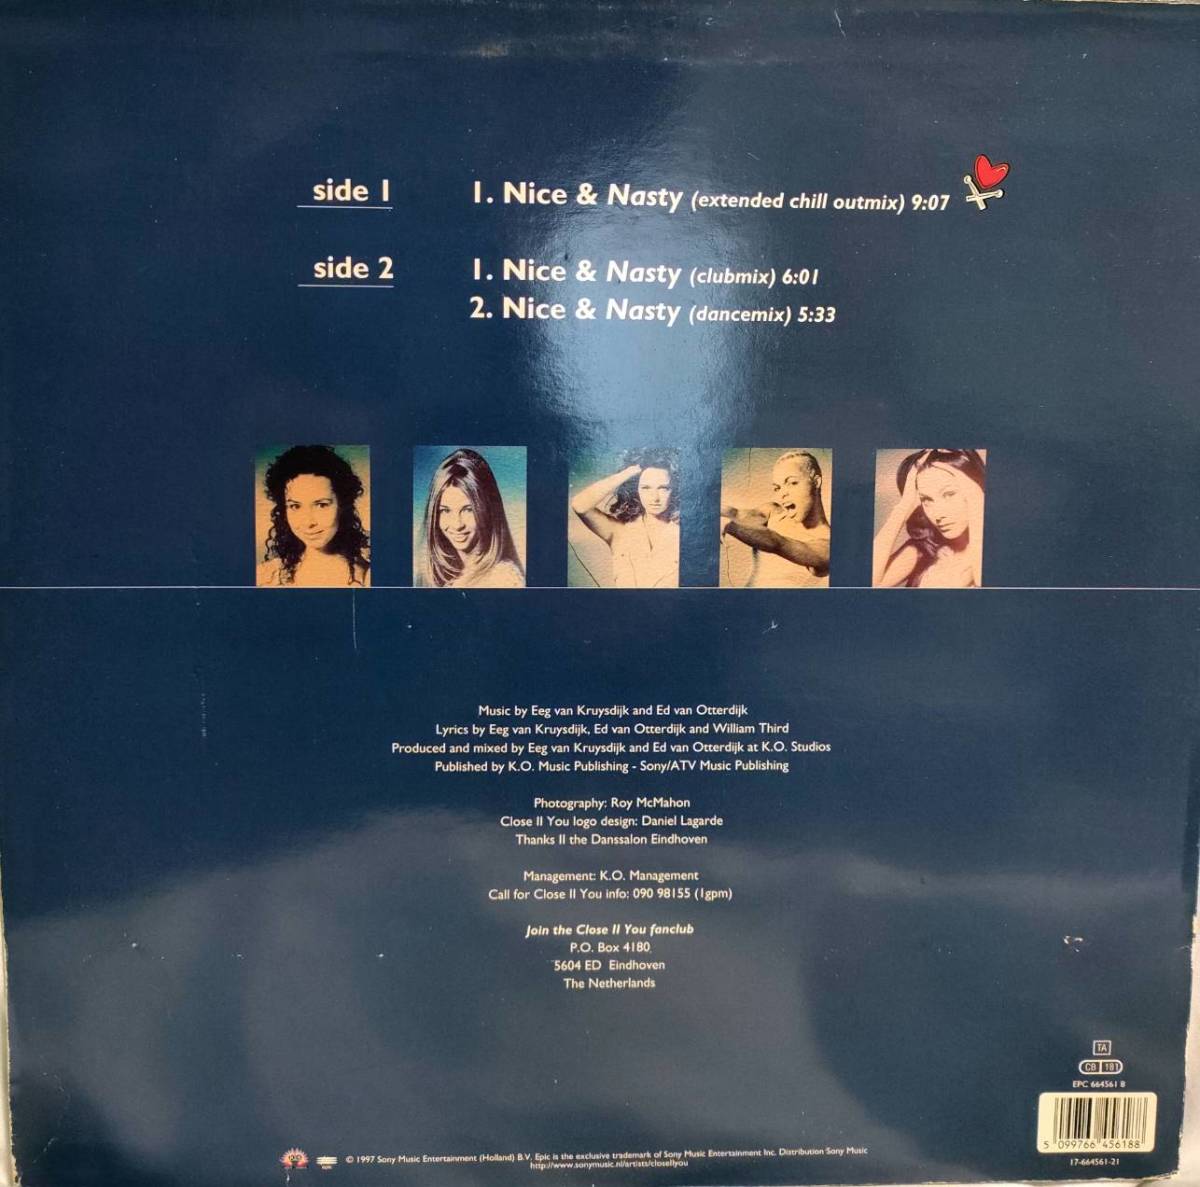 side 1
1. Nice & Nasty (extended chill outmix) 9:07
side 2
1. Nice & Nasty (clubmix) 6:01
2. Nice & Nasty (dancemix) 5:33
Music by Eeg van Kruysdijk and Ed van Otterdijk
Lyrics by Eeg van Kruysdijk, Ed van Otterdijk and William Third
Produced and mixed by Eeg van Kruysdijk and Ed van Otterdijk at K.O. Studios
Published by K.O. Music Publishing - Sony/ATV Music Publishing
Photography: Roy McMahon
Close II You logo design: Daniel Lagarde
Thanks II the Danssalon Eindhoven
Management: K.O. Management
Call for Close II You info: 090 98155 (1gpm)
Join the Close II You fanclub
P.O. Box 4180
5604 ED Eindhoven
The Netherlands
TA
CB 181
EPC 664561 8
5 099766 456188
17-664561-21
© 1997 Sony Music Entertainment (Holland) B.V. Epic is the exclusive trademark of Sony Music Entertainment Inc. Distribution Sony Music
http://www.sonymusic.nl/artists/closeIIyou